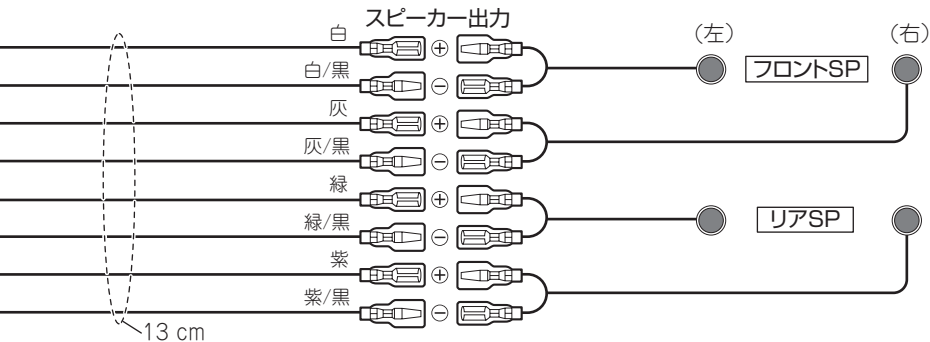 スピーカー出力
白
⊕
(左)
(右)
フロントSP
白/黒
⊖
灰
⊕
灰/黒
⊖
緑
⊕
リアSP
緑/黒
⊖
紫
⊕
紫/黒
⊖
13 cm